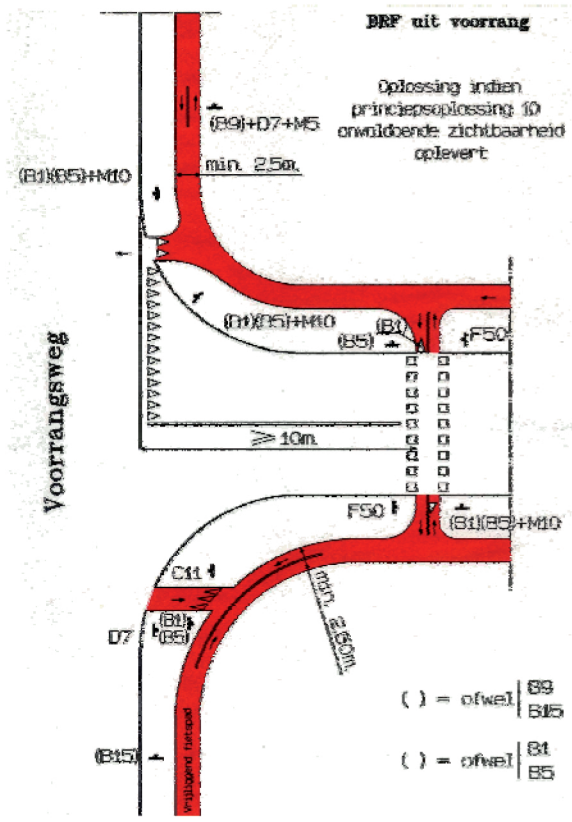 BRF uit voorrang
Oplossing indien
principesoplossing 10
onvoldoende zichtbaarheid
oplevert
(B9)+D7+M5
min. 2.5m.
(B1)(B5)+M10
(B1)(B5)+M10
(B1)
(B5)
F50
Voorrangsweg
≥ 10m.
F50
(B1)(B5)+M10
C11
D7
(B1)
(B5)
min. 2.50m.
(B15)
vrijliggend fietspad
( ) = ofwel B9
B15
( ) = ofwel B1
B5